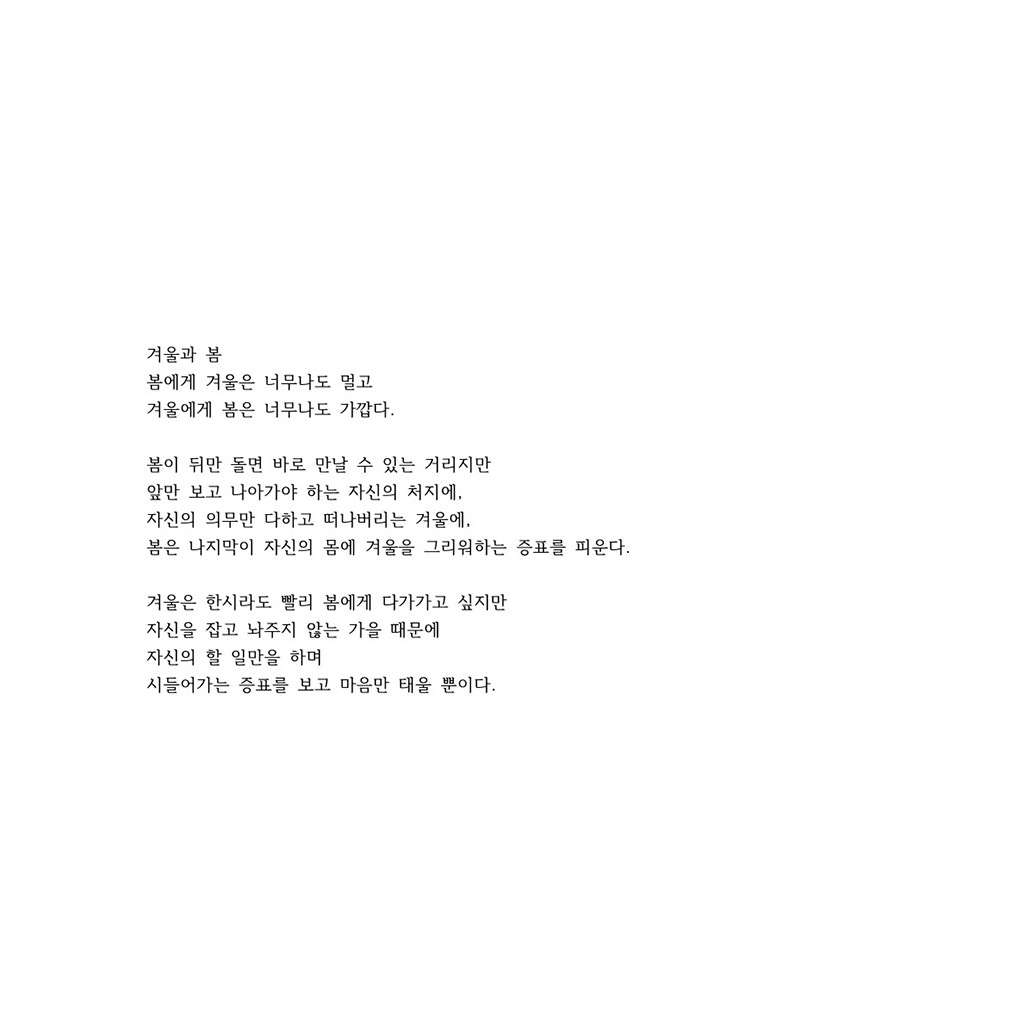 겨울과 봄
봄에게 겨울은 너무나도 멀고
겨울에게 봄은 너무나도 가깝다.
봄이 뒤만 돌면 바로 만날 수 있는 거리지만
앞만 보고 나아가야 하는 자신의 처지에,
자신의 의무만 다하고 떠나버리는 겨울에,
봄은 나지막이 자신의 몸에 겨울을 그리워하는 증표를 피운다.
겨울은 한시라도 빨리 봄에게 다가가고 싶지만
자신을 잡고 놔주지 않는 가을 때문에
자신의 할 일만을 하며
시들어가는 증표를 보고 마음만 태울 뿐이다.